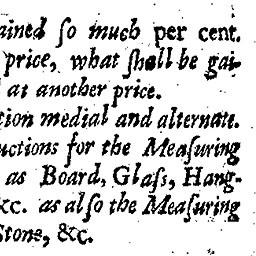 ained ſo much per cent.
price, what ſhall be gai-
at another price.
tion medial and alternate.
uctions for the Meaſuring
as Board, Glaſs, Hang-
&c. as alſo the Meaſuring
Stone, &c.